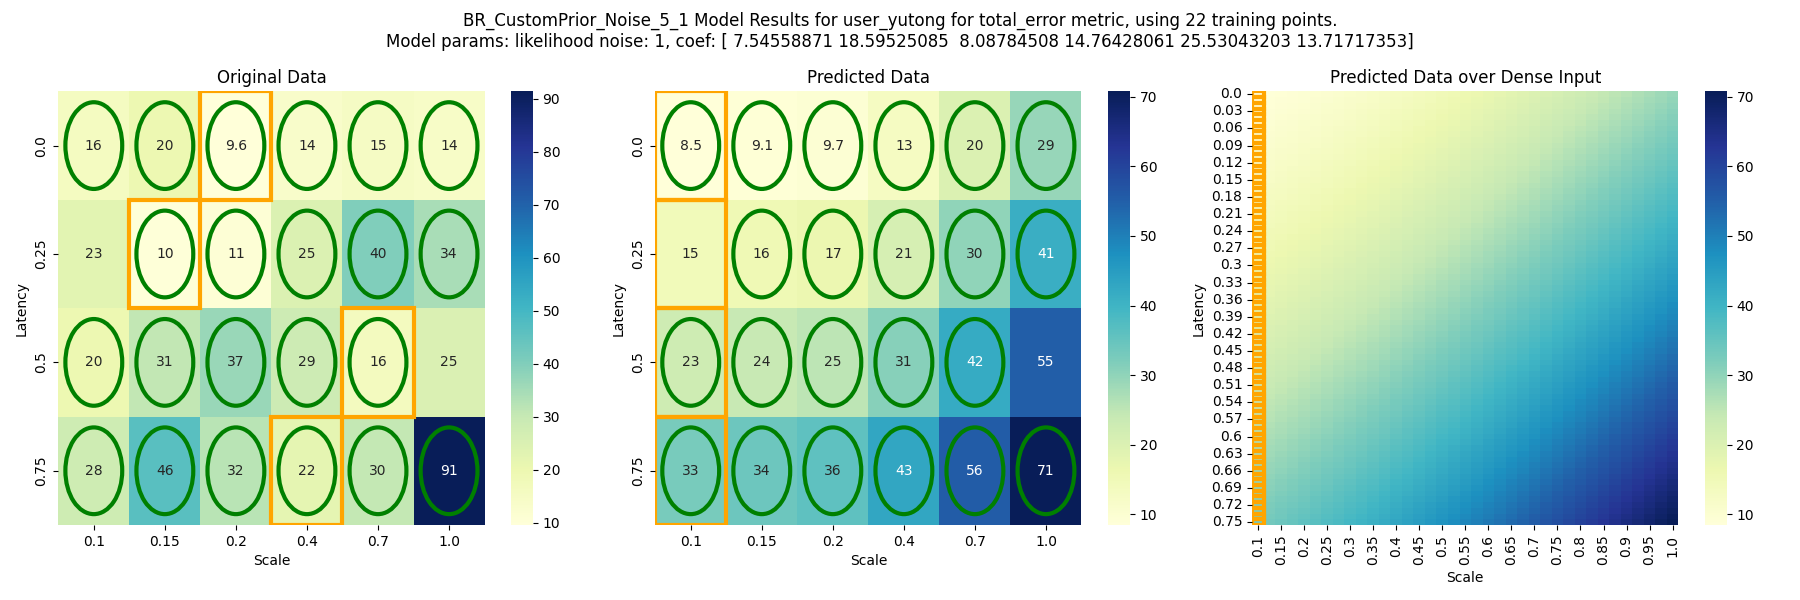 BR_CustomPrior_Noise_5_1 Model Results for user_yutong for total_error metric, using 22 training points.
Model params: likelihood noise: 1, coef: [ 7.54558871 18.59525085  8.08784508 14.76428061 25.53043203 13.71717353]
Original Data
Latency
0.0
16 20 9.6 14 15 14
0.25
23 10 11 25 40 34
0.5
20 31 37 29 16 25
0.75
28 46 32 22 30 91
0.1 0.15 0.2 0.4 0.7 1.0
Scale
90
80
70
60
50
40
30
20
10
Predicted Data
Latency
0.0
8.5 9.1 9.7 13 20 29
0.25
15 16 17 21 30 41
0.5
23 24 25 31 42 55
0.75
33 34 36 43 56 71
0.1 0.15 0.2 0.4 0.7 1.0
Scale
70
60
50
40
30
20
10
Predicted Data over Dense Input
Latency
0.0
0.03
0.06
0.09
0.12
0.15
0.18
0.21
0.24
0.27
0.3
0.33
0.36
0.39
0.42
0.45
0.48
0.51
0.54
0.57
0.6
0.63
0.66
0.69
0.72
0.75
0.1 0.15 0.2 0.25 0.3 0.35 0.4 0.45 0.5 0.55 0.6 0.65 0.7 0.75 0.8 0.85 0.9 0.95 1.0
Scale
70
60
50
40
30
20
10